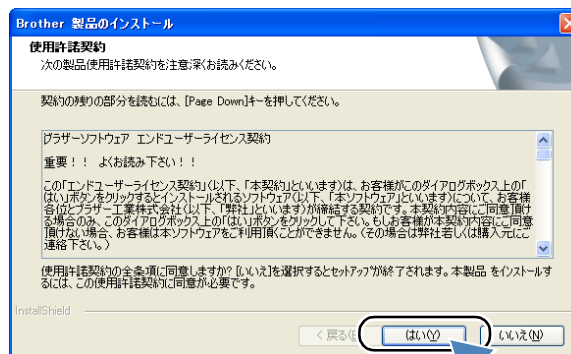 Brother 製品のインストール
使用許諾契約
次の製品使用許諾契約を注意深くお読みください。
契約の残りの部分を読むには、[Page Down]キーを押してください。
ブラザーソフトウェア エンドユーザーライセンス契約
重要！！ よくお読み下さい！！
この「エンドユーザーライセンス契約」（以下、「本契約」といいます）は、お客様がこのダイアログボックス上の「
はい」ボタンをクリックするとインストールされるソフトウェア（以下、「本ソフトウェア」といいます）について、お客様
各位とブラザー工業株式会社（以下、「弊社」といいます）が締結する契約です。本契約内容にご同意頂け
る場合のみ、このダイアログボックス上の「はい」ボタンをクリックして下さい。もしお客様が本契約内容にご同意
頂けない場合、お客様は本ソフトウェアをご利用頂くことができません。（その場合は弊社若しくは購入元にご
連絡下さい。）
使用許諾契約の全条項に同意しますか? [いいえ]を選択するとセットアップが終了されます。本製品 をインストールす
るには、この使用許諾契約に同意が必要です。
InstallShield
< 戻る(B) はい(Y) いいえ(N)